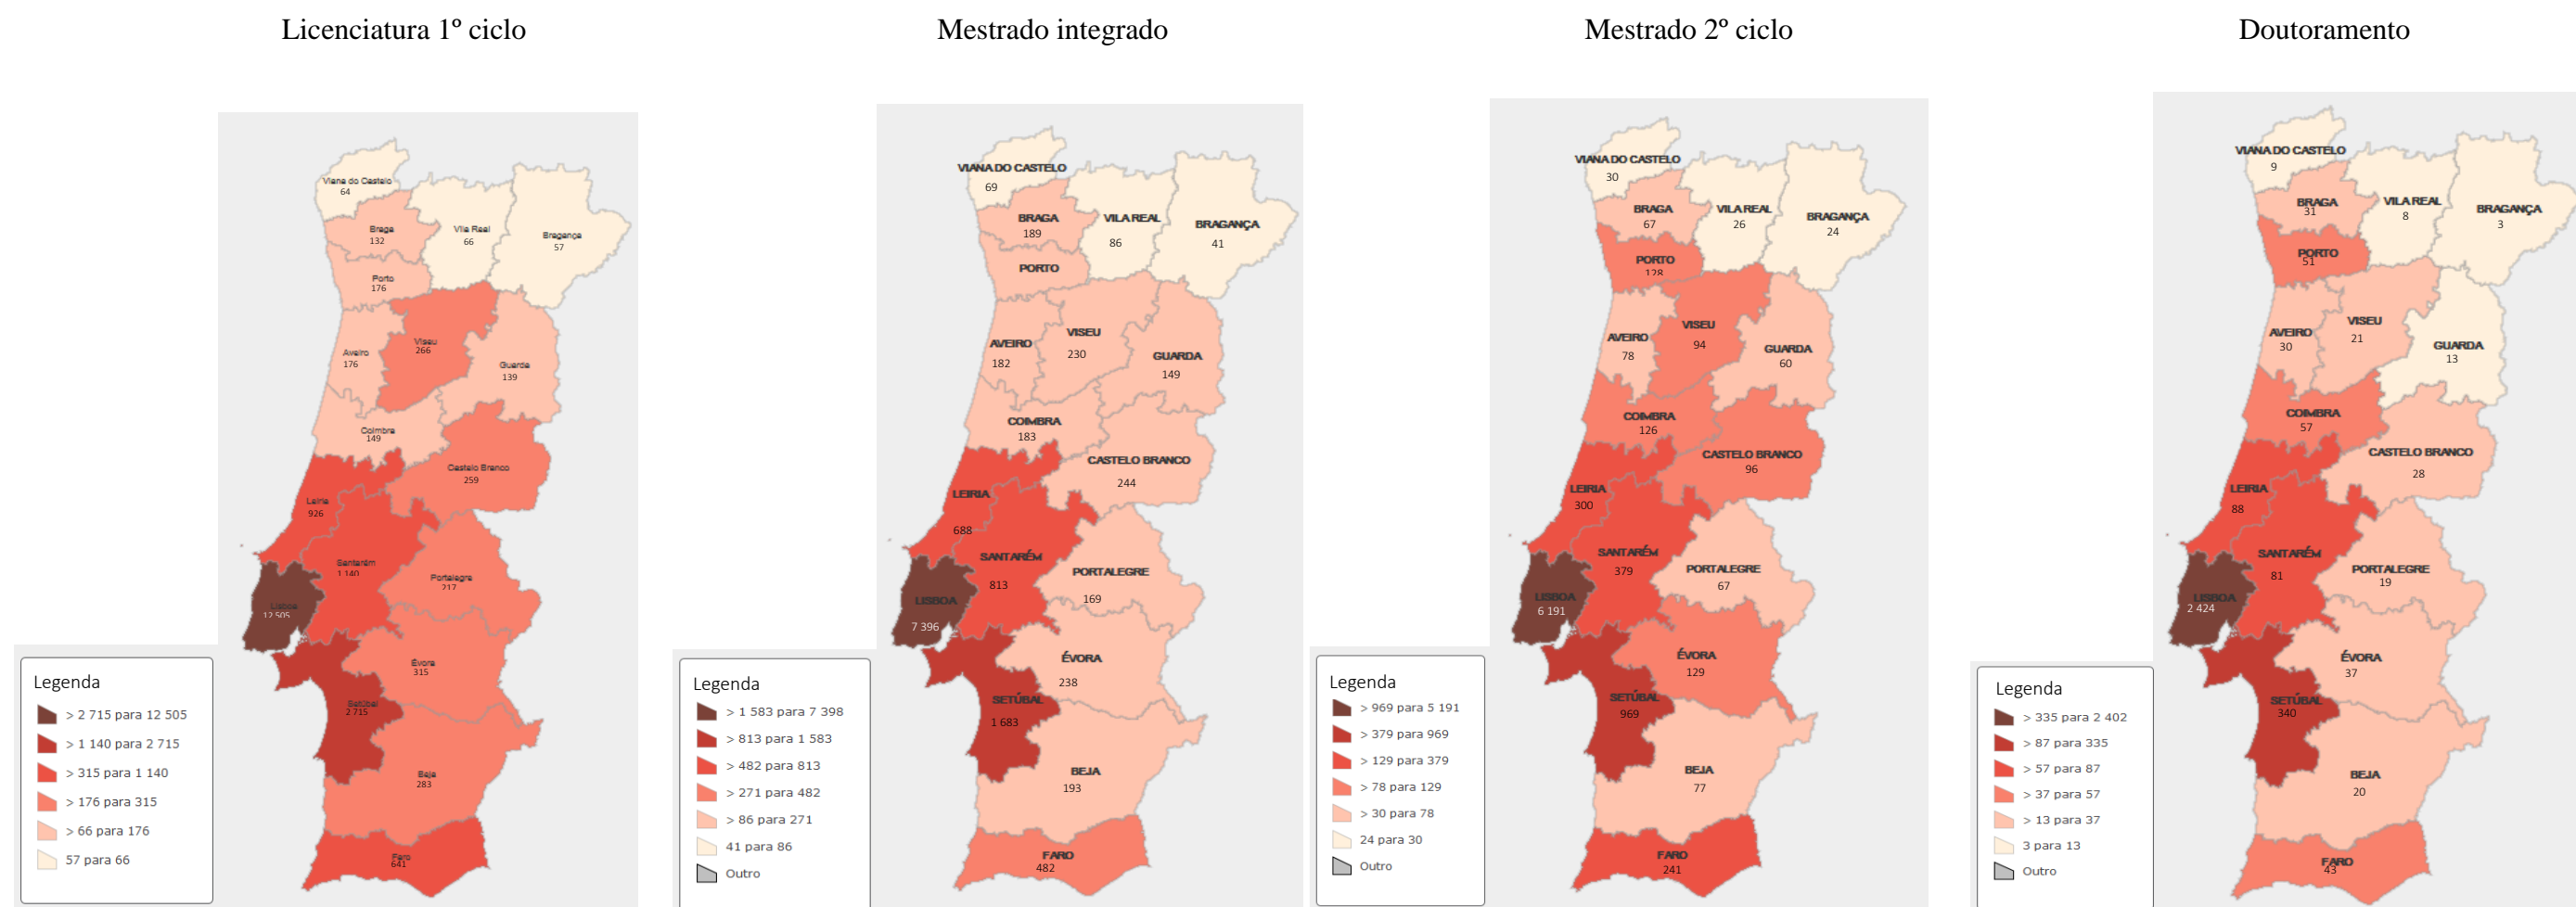 Licenciatura 1º ciclo
Viana do Castelo
64
Braga
132
Vila Real
66
Bragança
57
Porto
176
Viseu
266
Aveiro
176
Guarda
139
Coimbra
149
Castelo Branco
259
Leiria
926
Santarém
1 140
Portalegre
217
Lisboa
12 505
Évora
315
Setúbal
2 715
Beja
283
Faro
641
Legenda
> 2 715 para 12 505
> 1 140 para 2 715
> 315 para 1 140
> 176 para 315
> 66 para 176
57 para 66
Mestrado integrado
VIANA DO CASTELO
69
BRAGA
189
VILA REAL
86
BRAGANÇA
41
PORTO
VISEU
230
AVEIRO
182
GUARDA
149
COIMBRA
183
CASTELO BRANCO
244
LEIRIA
688
SANTARÉM
813
PORTALEGRE
169
LISBOA
7 396
ÉVORA
238
SETÚBAL
1 683
BEJA
193
FARO
482
Legenda
> 1 583 para 7 398
> 813 para 1 583
> 482 para 813
> 271 para 482
> 86 para 271
41 para 86
Outro
Mestrado 2º ciclo
VIANA DO CASTELO
30
BRAGA
67
VILA REAL
26
BRAGANÇA
24
PORTO
128
VISEU
94
AVEIRO
78
GUARDA
60
COIMBRA
126
CASTELO BRANCO
96
LEIRIA
300
SANTARÉM
379
PORTALEGRE
67
LISBOA
6 191
ÉVORA
129
SETÚBAL
969
BEJA
77
FARO
241
Legenda
> 969 para 5 191
> 379 para 969
> 129 para 379
> 78 para 129
> 30 para 78
24 para 30
Outro
Doutoramento
VIANA DO CASTELO
9
BRAGA
31
VILA REAL
8
BRAGANÇA
3
PORTO
51
VISEU
21
AVEIRO
30
GUARDA
13
COIMBRA
57
CASTELO BRANCO
28
LEIRIA
88
SANTARÉM
81
PORTALEGRE
19
LISBOA
2 424
ÉVORA
37
SETÚBAL
340
BEJA
20
FARO
43
Legenda
> 335 para 2 402
> 87 para 335
> 57 para 87
> 37 para 57
> 13 para 37
3 para 13
Outro